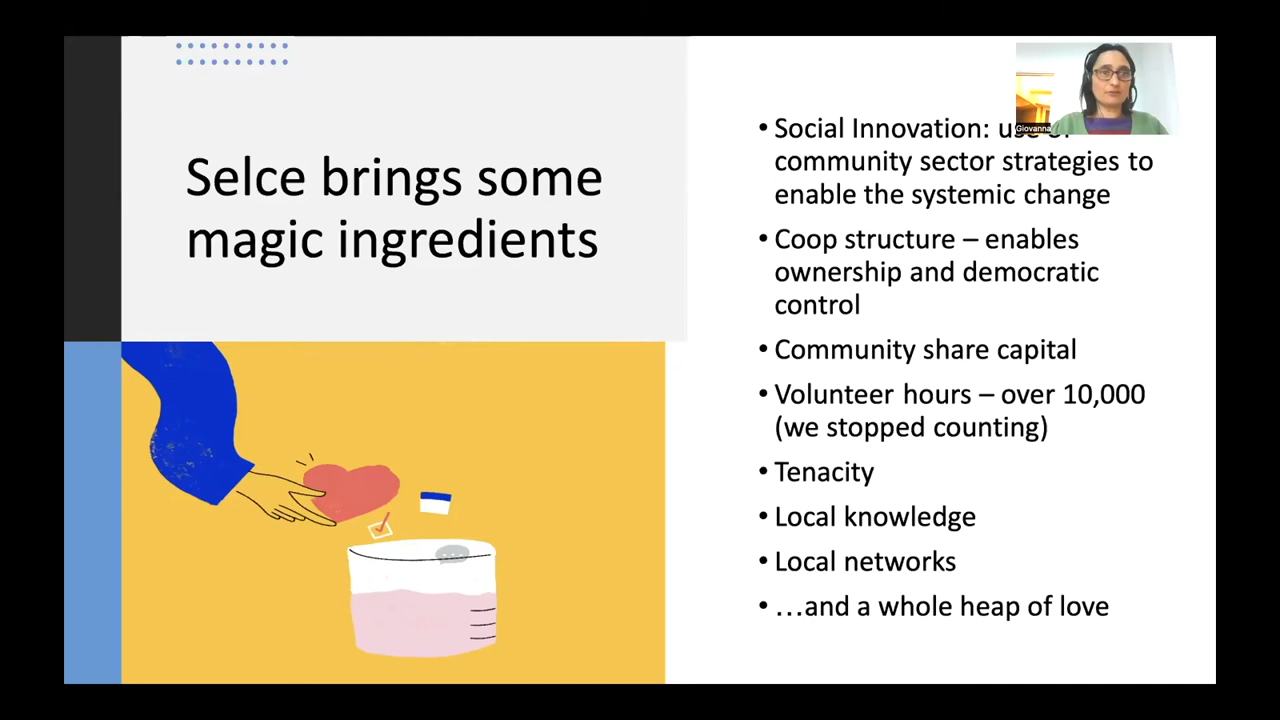 Selce brings some
magic ingredients
Giovanna
• Social Innovation: use of
community sector strategies to
enable the systemic change
• Coop structure – enables
ownership and democratic
control
• Community share capital
• Volunteer hours – over 10,000
(we stopped counting)
• Tenacity
• Local knowledge
• Local networks
• …and a whole heap of love